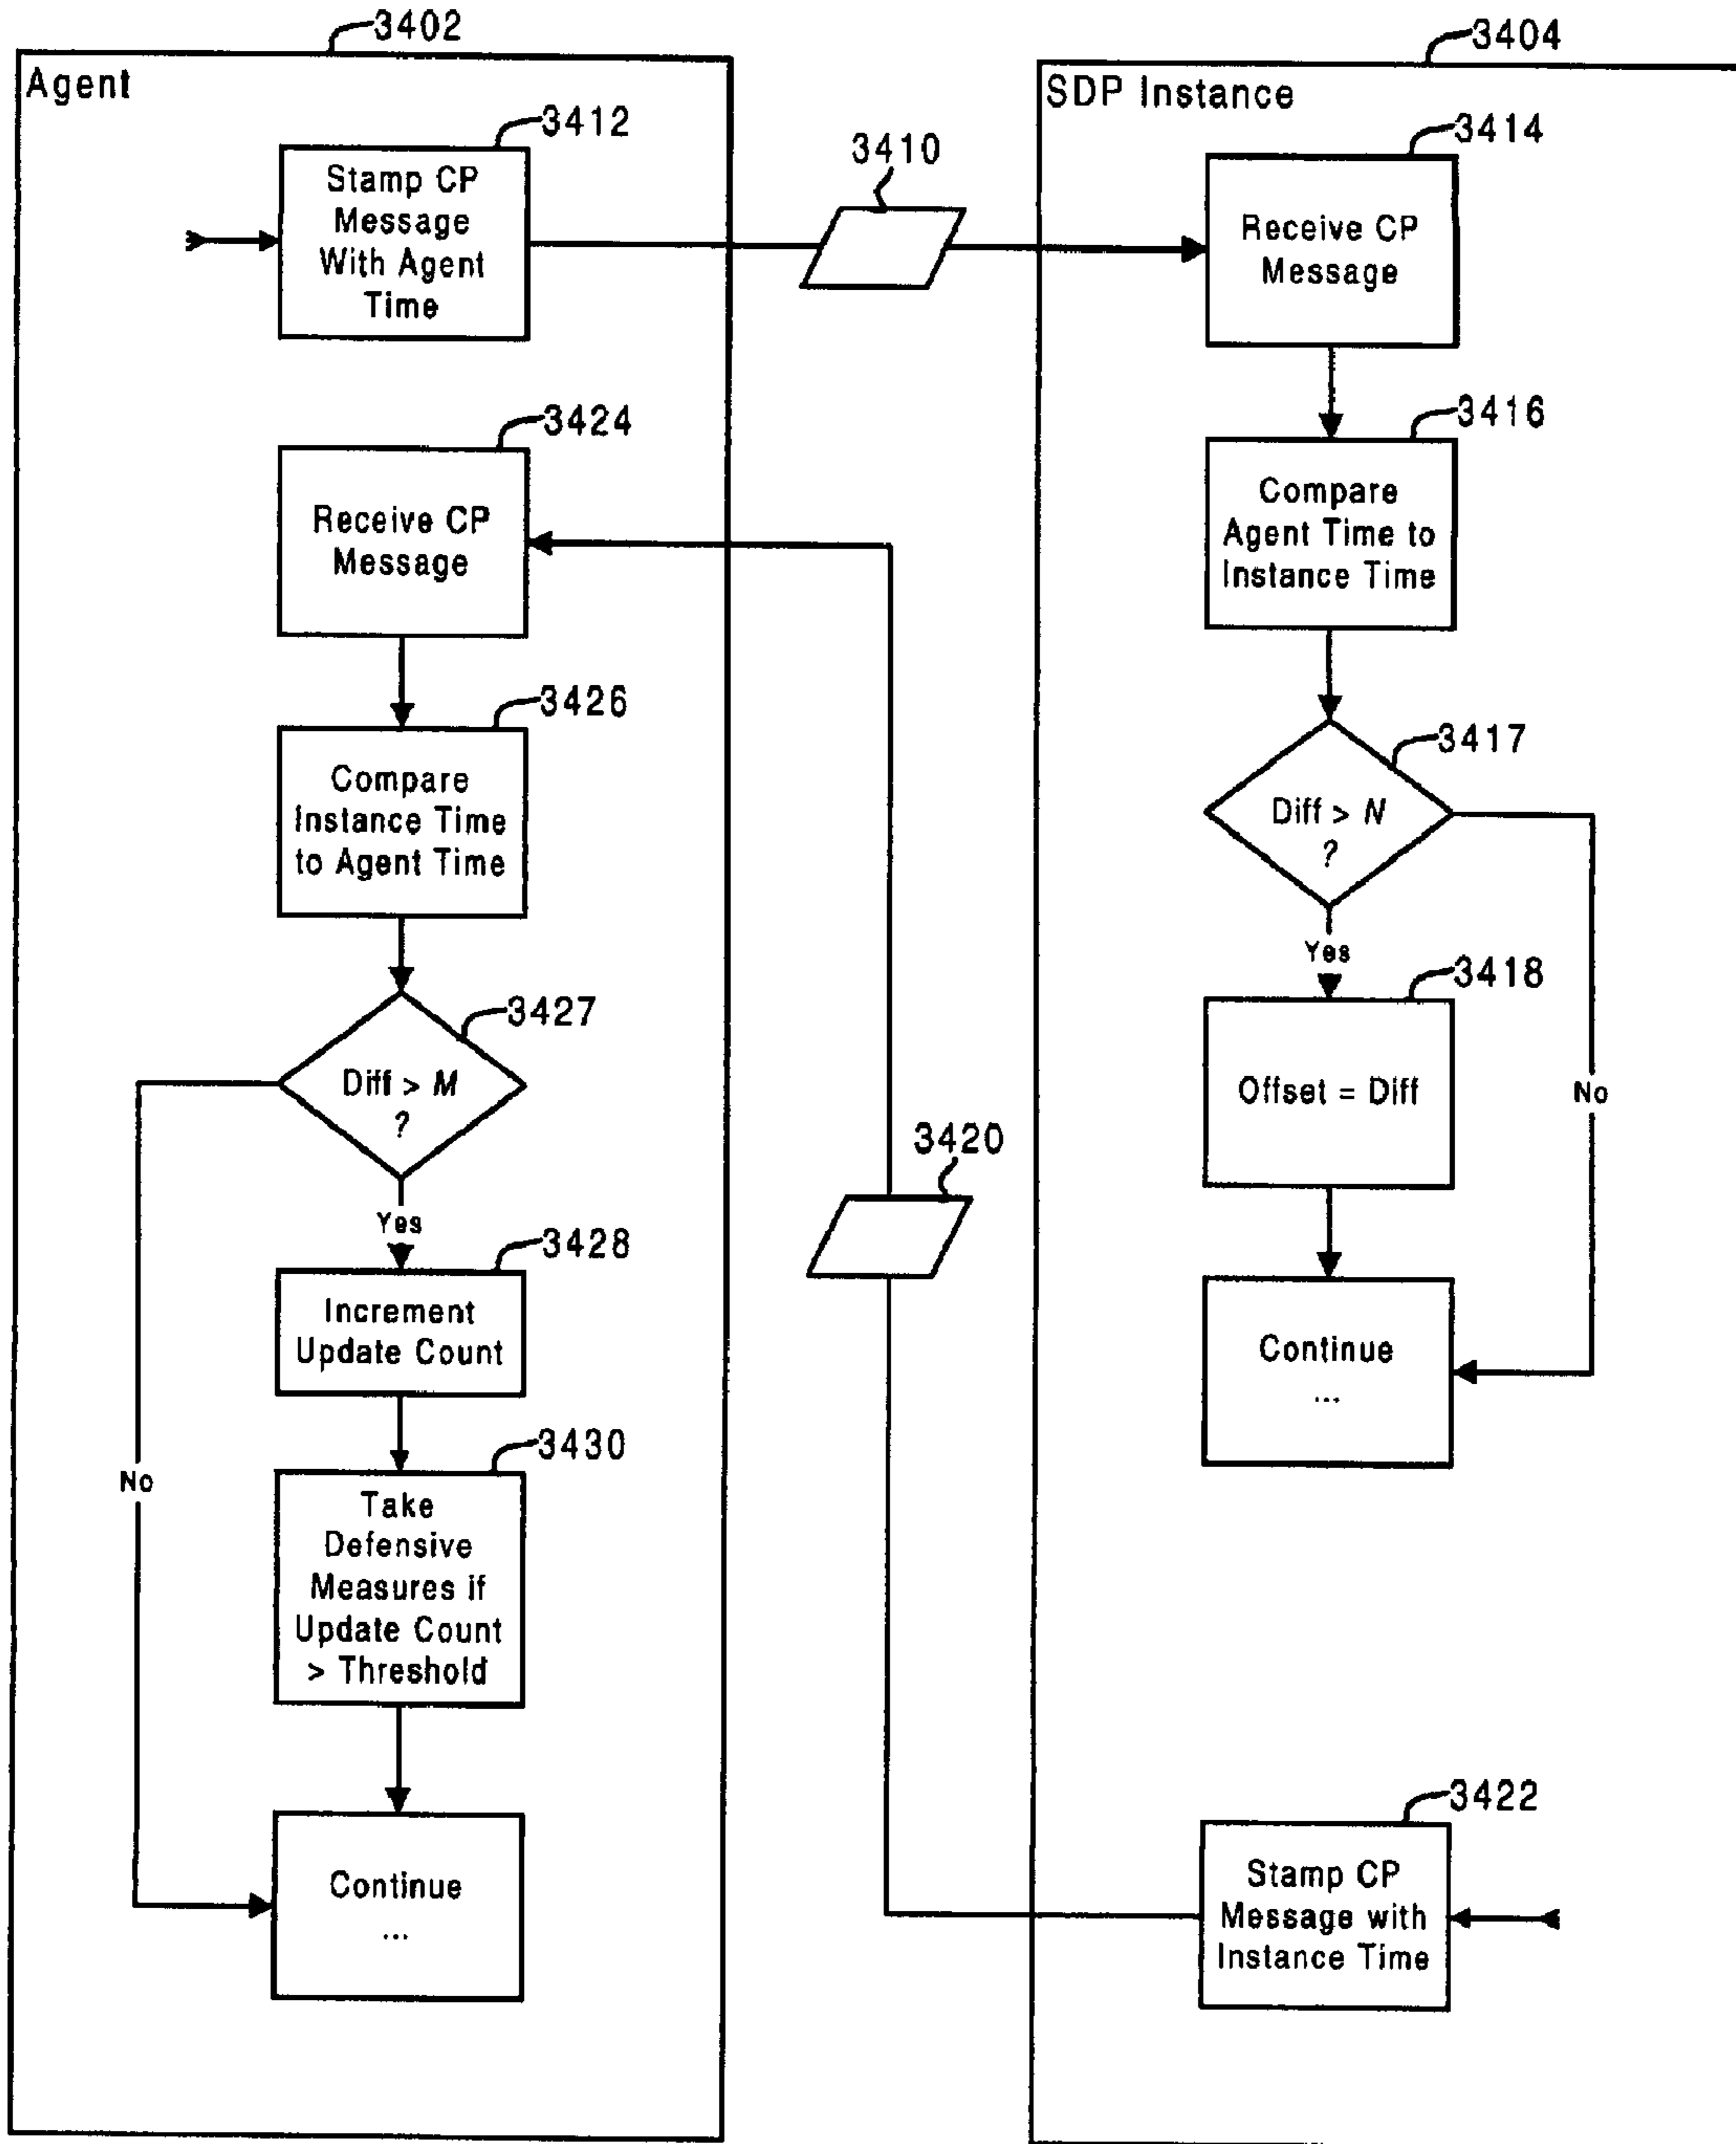 3402
Agent
3412
Stamp CP
Message
With Agent
Time
3410
3404
SDP Instance
3414
Receive CP
Message
3424
Receive CP
Message
3416
Compare
Agent Time to
Instance Time
3426
Compare
Instance Time
to Agent Time
3417
Diff > N
?
Yes
No
3418
Offset = Diff
3427
Diff > M
?
Yes
No
3420
Continue
...
3428
Increment
Update Count
3430
Take
Defensive
Measures if
Update Count
> Threshold
Continue
...
3422
Stamp CP
Message with
Instance Time